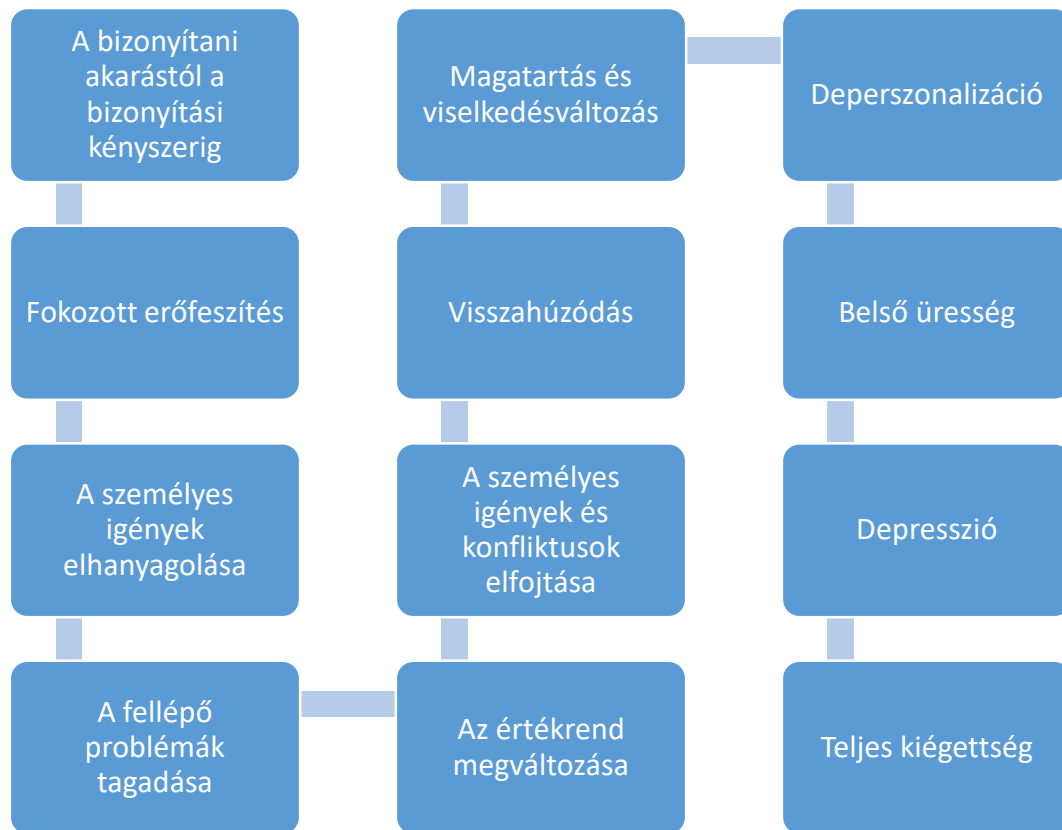 A bizonyítani
akarástól a
bizonyítási
kényszerig
Fokozott erőfeszítés
A személyes
igények
elhanyagolása
A fellépő
problémák
tagadása
Az értékrend
megváltozása
A személyes
igények és
konfliktusok
elfojtása
Visszahúzódás
Magatartás és
viselkedésváltozás
Deperszonalizáció
Belső üresség
Depresszió
Teljes kiégettség